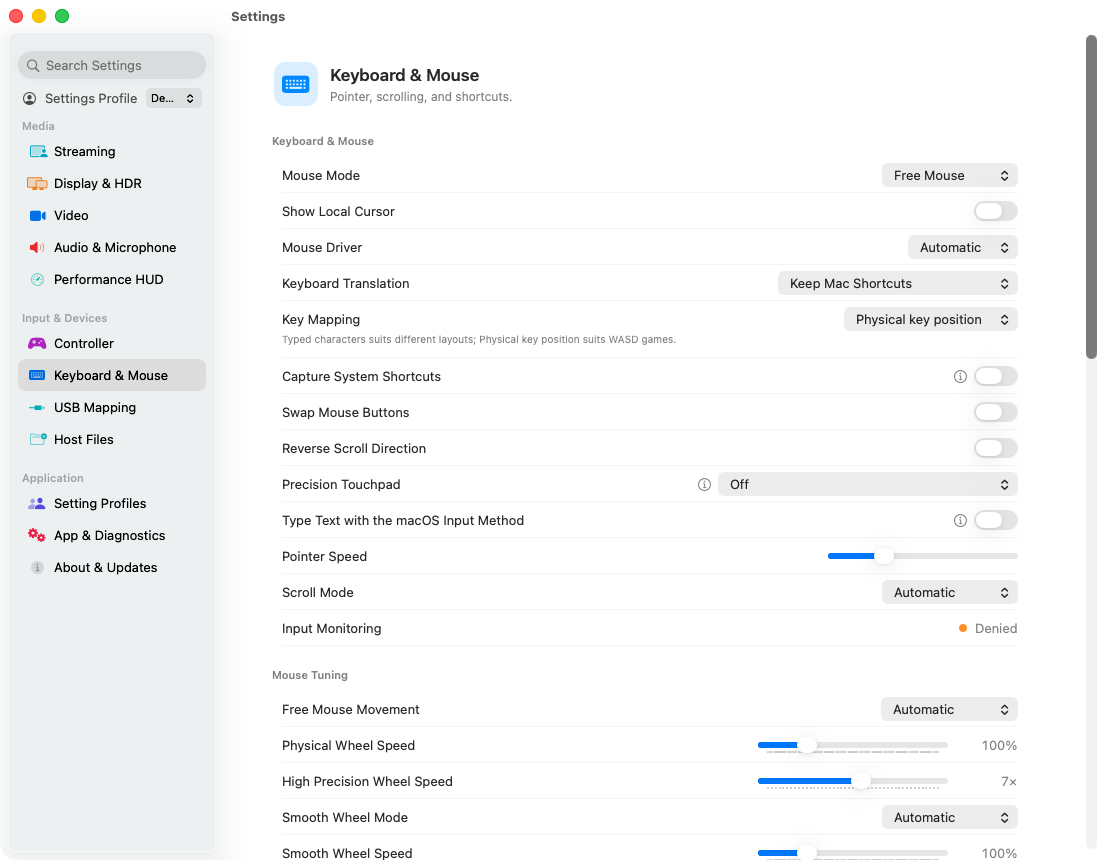 Settings
Search Settings
Settings Profile De...
Media
Streaming
Display & HDR
Video
Audio & Microphone
Performance HUD
Input & Devices
Controller
Keyboard & Mouse
USB Mapping
Host Files
Application
Setting Profiles
App & Diagnostics
About & Updates
Keyboard & Mouse
Pointer, scrolling, and shortcuts.
Keyboard & Mouse
Mouse Mode Free Mouse
Show Local Cursor
Mouse Driver Automatic
Keyboard Translation Keep Mac Shortcuts
Key Mapping Physical key position
Typed characters suits different layouts; Physical key position suits WASD games.
Capture System Shortcuts
Swap Mouse Buttons
Reverse Scroll Direction
Precision Touchpad Off
Type Text with the macOS Input Method
Pointer Speed
Scroll Mode Automatic
Input Monitoring Denied
Mouse Tuning
Free Mouse Movement Automatic
Physical Wheel Speed 100%
High Precision Wheel Speed 7×
Smooth Wheel Mode Automatic
Smooth Wheel Speed 100%